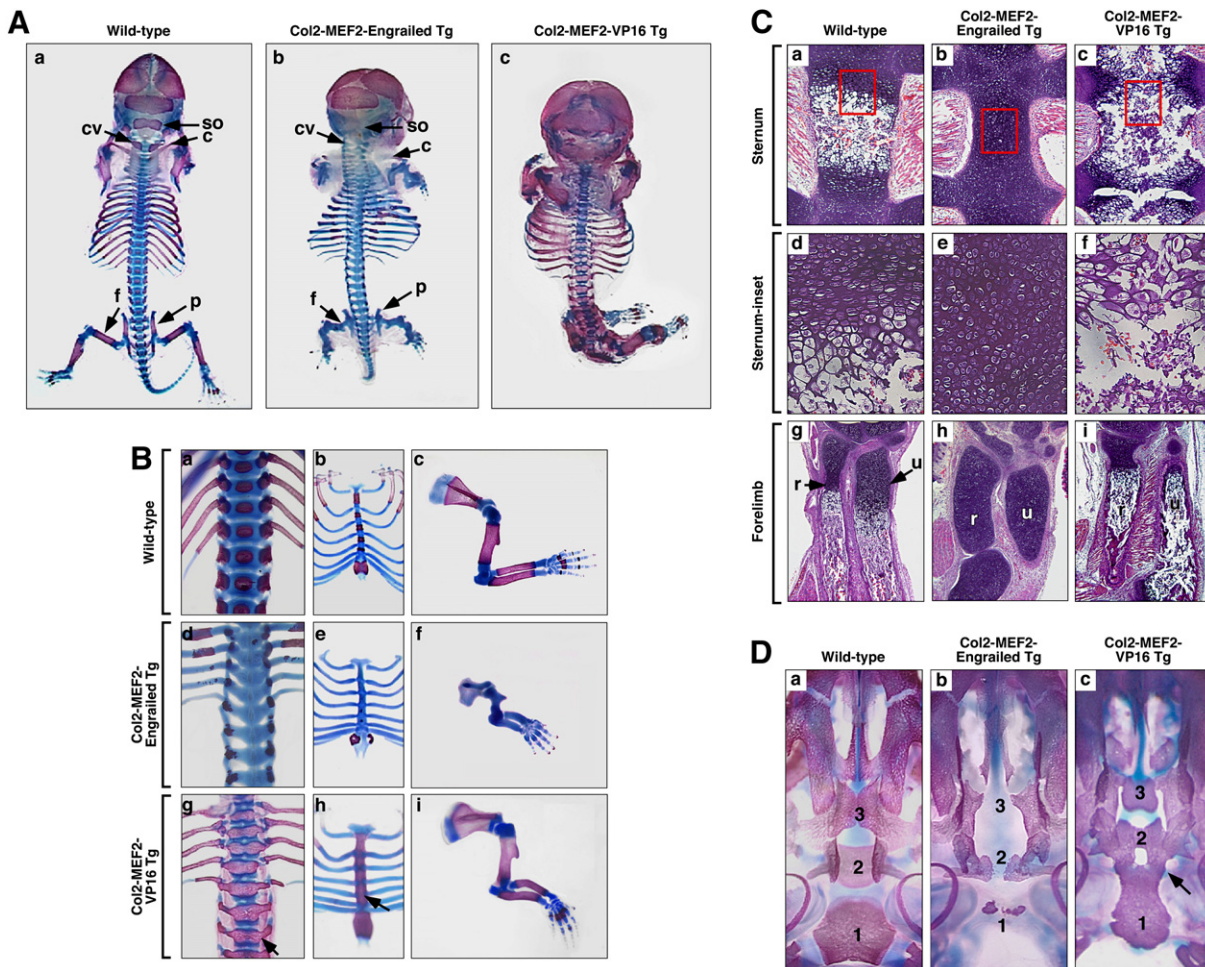 A
Wild-type
Col2-MEF2-Engrailed Tg
Col2-MEF2-VP16 Tg
a
so
cv
c
f
p
b
so
cv
c
f
p
c
B
Wild-type
a
b
c
Col2-MEF2-
Engrailed Tg
d
e
f
Col2-MEF2-
VP16 Tg
g
h
i
C
Wild-type
Col2-MEF2-
Engrailed Tg
Col2-MEF2-
VP16 Tg
Sternum
a
b
c
Sternum-inset
d
e
f
Forelimb
g
r
u
h
r
u
i
r
u
D
Wild-type
Col2-MEF2-
Engrailed Tg
Col2-MEF2-
VP16 Tg
a
3
2
1
b
3
2
1
c
3
2
1